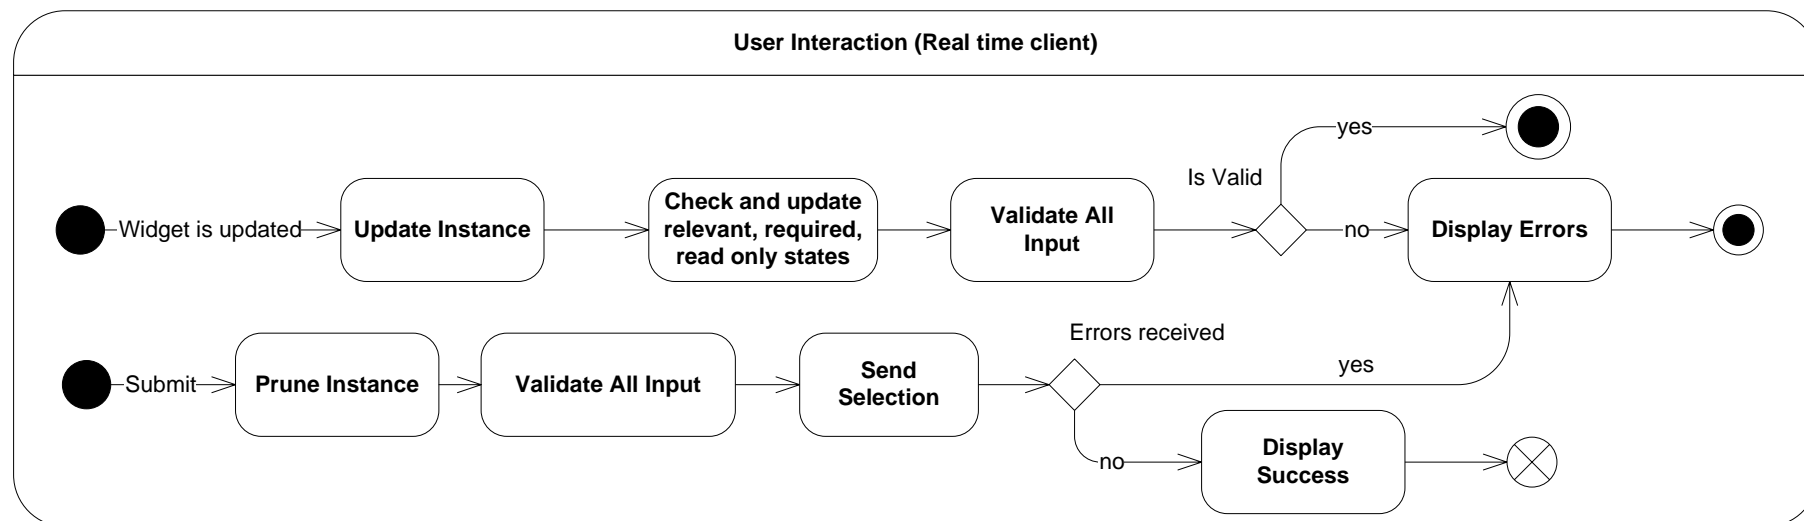 User Interaction (Real time client)
yes
Is Valid
Widget is updated
Update Instance
Check and update
relevant, required,
read only states
Validate All
Input
no
Display Errors
Errors received
Submit
Prune Instance
Validate All Input
Send
Selection
yes
no
Display
Success